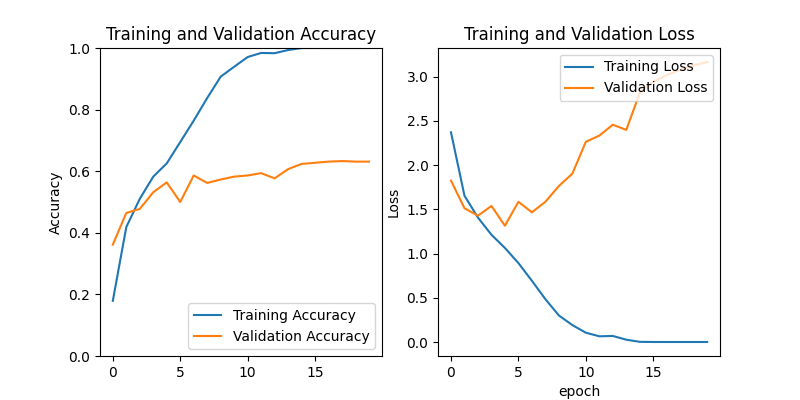 Training and Validation Accuracy
Accuracy
1.0
0.8
0.6
0.4
0.2
0.0
0
5
10
15
Training Accuracy
Validation Accuracy
Training and Validation Loss
Loss
3.0
2.5
2.0
1.5
1.0
0.5
0.0
0
5
10
15
epoch
Training Loss
Validation Loss